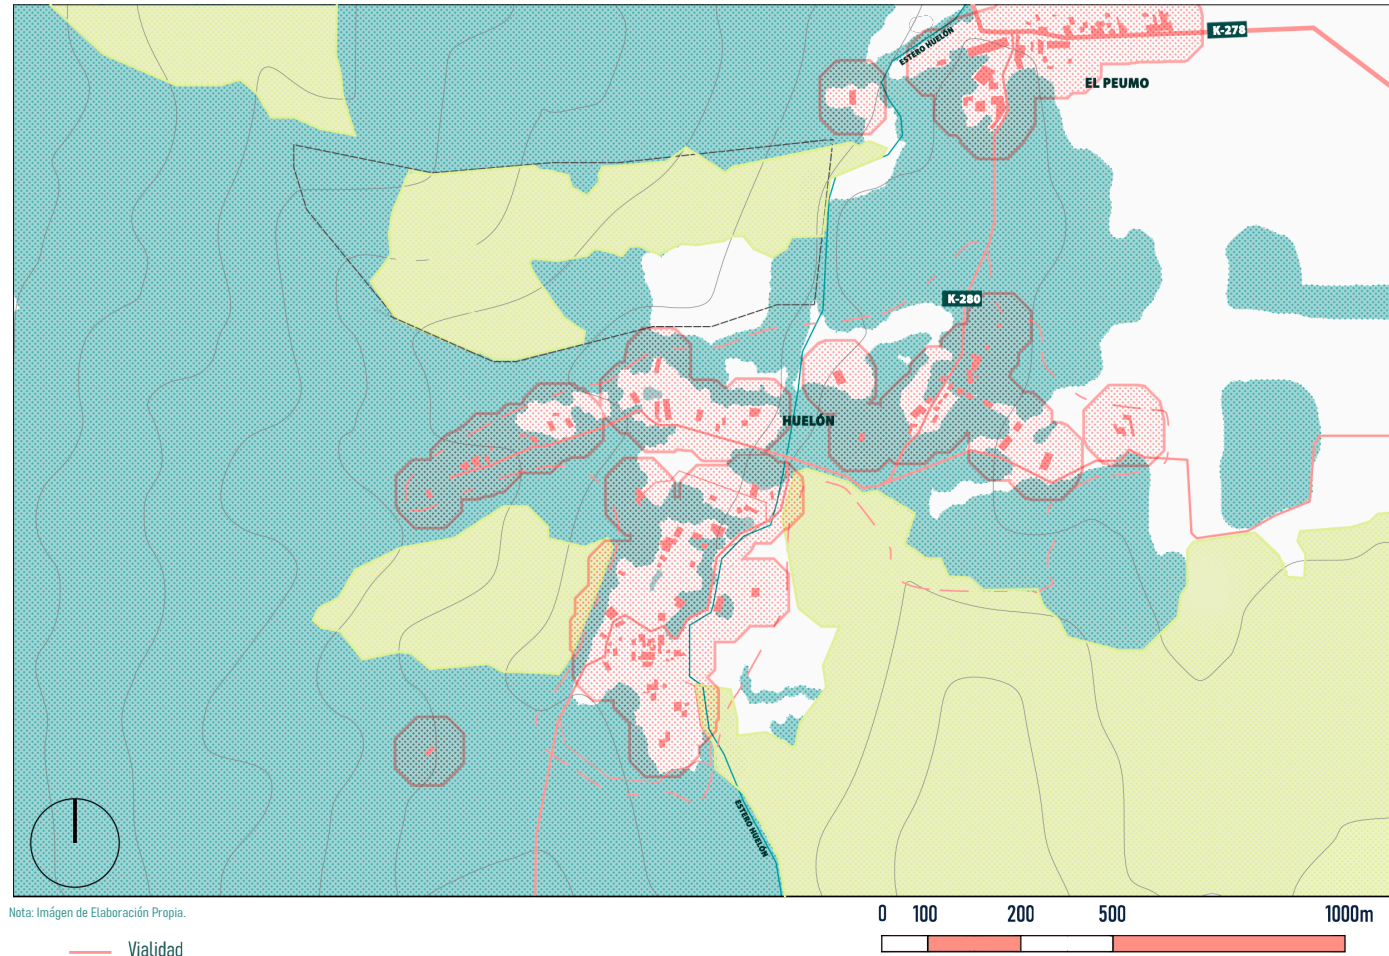 ESTERO HUELÓN
K-278
EL PEUMO
K-280
HUELÓN
ESTERO HUELÓN
Nota: Imágen de Elaboración Propia.
0 100 200 500 1000m
Vialidad